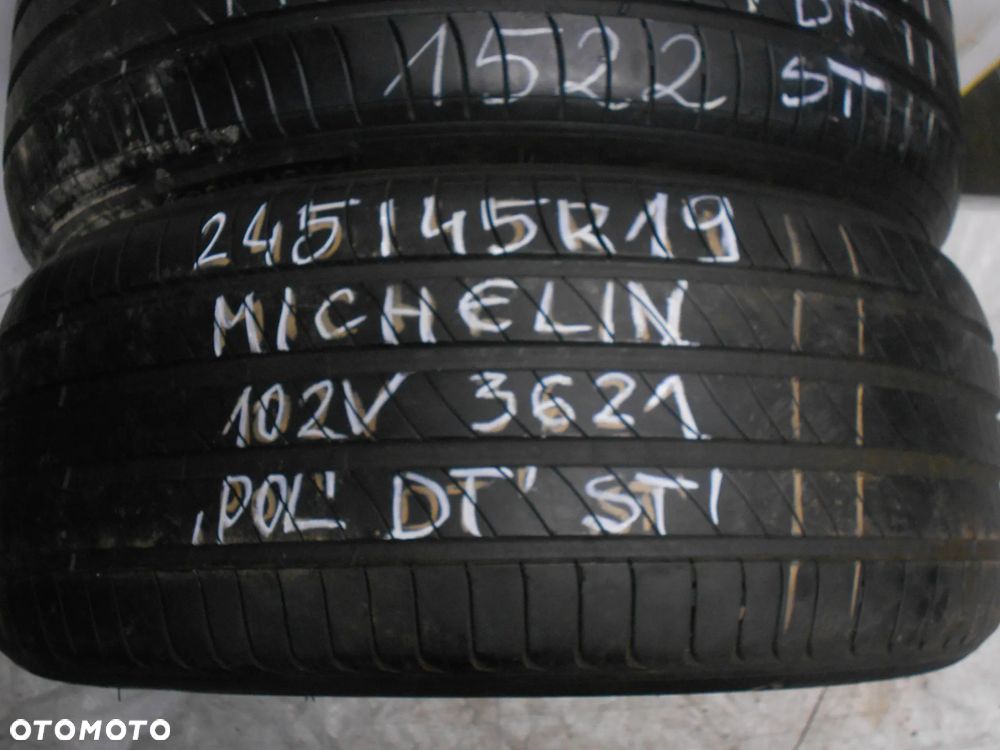 1522 ST
245/45R19
MICHELIN
102V 3621
"POL" DT" ST"
OTOMOTO